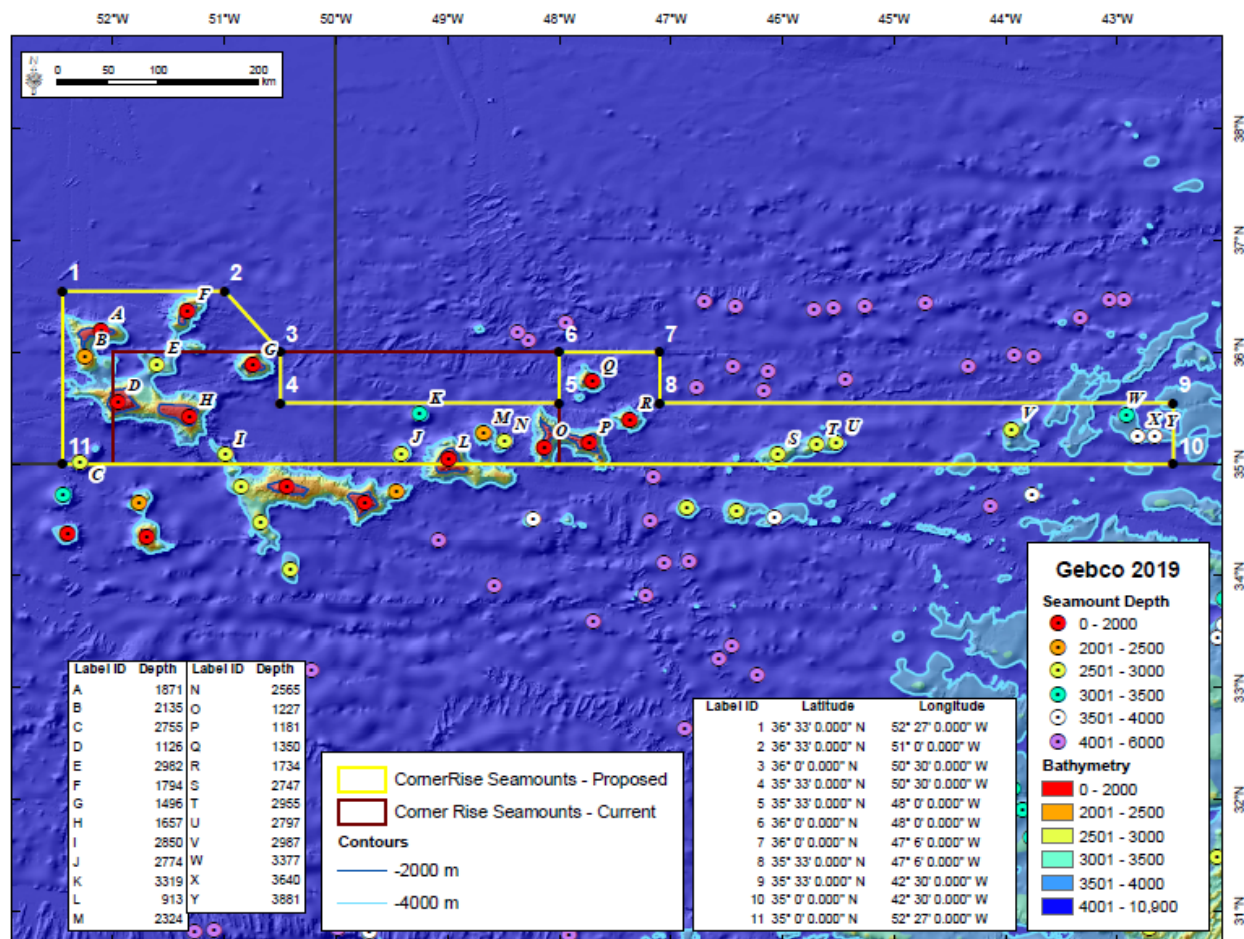 52°W 51°W 50°W 49°W 48°W 47°W 46°W 45°W 44°W 43°W
N
0 50 100 200
km
38°N
37°N
36°N
35°N
34°N
33°N
32°N
31°N
1
2
F
A
3
6
7
B
E
G
4
5
Q
8
9
D
H
K
R
W
M
N
O
P
V
X
Y
I
J
L
S
T
U
10
11
C
Gebco 2019
Seamount Depth
0 - 2000
2001 - 2500
2501 - 3000
3001 - 3500
3501 - 4000
4001 - 6000
Bathymetry
0 - 2000
2001 - 2500
2501 - 3000
3001 - 3500
3501 - 4000
4001 - 10,900
Label ID Depth Label ID Depth
A 1871 N 2565
B 2135 O 1227
C 2755 P 1181
D 1126 Q 1350
E 2982 R 1734
F 1794 S 2747
G 1496 T 2955
H 1657 U 2797
I 2850 V 2987
J 2774 W 3377
K 3319 X 3640
L 913 Y 3881
M 2324
CornerRise Seamounts - Proposed
Corner Rise Seamounts - Current
Contours
-2000 m
-4000 m
Label ID Latitude Longitude
1 36° 33' 0.000" N 52° 27' 0.000" W
2 36° 33' 0.000" N 51° 0' 0.000" W
3 36° 0' 0.000" N 50° 30' 0.000" W
4 35° 33' 0.000" N 50° 30' 0.000" W
5 35° 33' 0.000" N 48° 0' 0.000" W
6 36° 0' 0.000" N 48° 0' 0.000" W
7 36° 0' 0.000" N 47° 6' 0.000" W
8 35° 33' 0.000" N 47° 6' 0.000" W
9 35° 33' 0.000" N 42° 30' 0.000" W
10 35° 0' 0.000" N 42° 30' 0.000" W
11 35° 0' 0.000" N 52° 27' 0.000" W